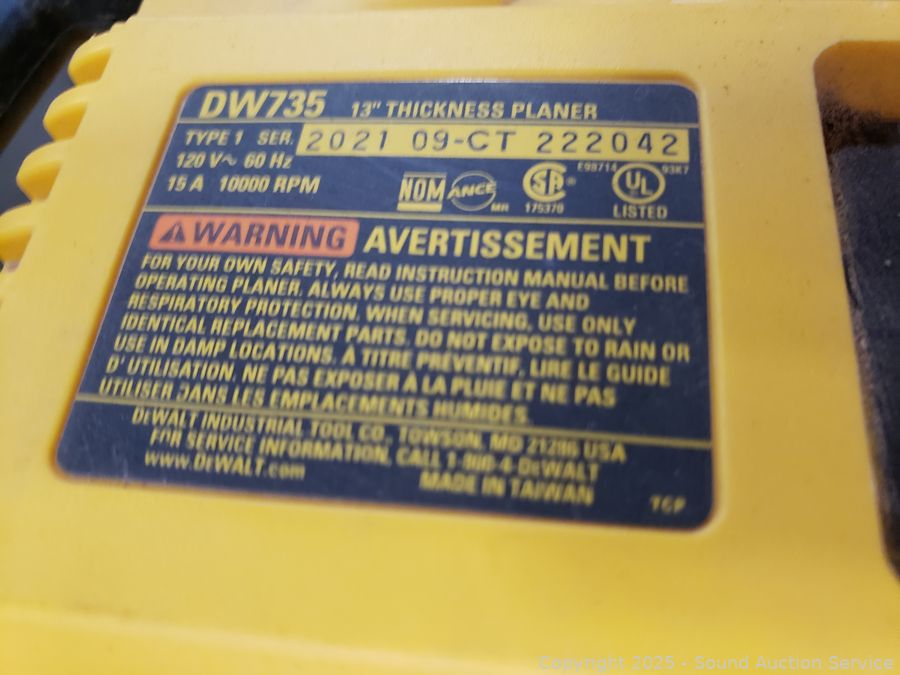 DW735 13" THICKNESS PLANER
TYPE 1 SER. 2021 09-CT 222042
120 V~ 60 Hz
15 A 10000 RPM
NOM ANCE MR SA ® 175370 E98714 UL 93K7 LISTED
WARNING AVERTISSEMENT
FOR YOUR OWN SAFETY, READ INSTRUCTION MANUAL BEFORE
OPERATING PLANER. ALWAYS USE PROPER EYE AND
RESPIRATORY PROTECTION. WHEN SERVICING, USE ONLY
IDENTICAL REPLACEMENT PARTS. DO NOT EXPOSE TO RAIN OR
USE IN DAMP LOCATIONS. À TITRE PRÉVENTIF, LIRE LE GUIDE
D' UTILISATION, NE PAS EXPOSER À LA PLUIE ET NE PAS
UTILISER DANS LES EMPLACEMENTS HUMIDES.
DEWALT INDUSTRIAL TOOL CO., TOWSON, MD 21286 USA
FOR SERVICE INFORMATION, CALL 1-800-4-DEWALT
www.DEWALT.com MADE IN TAIWAN TCP
Copyright 2025 - Sound Auction Service